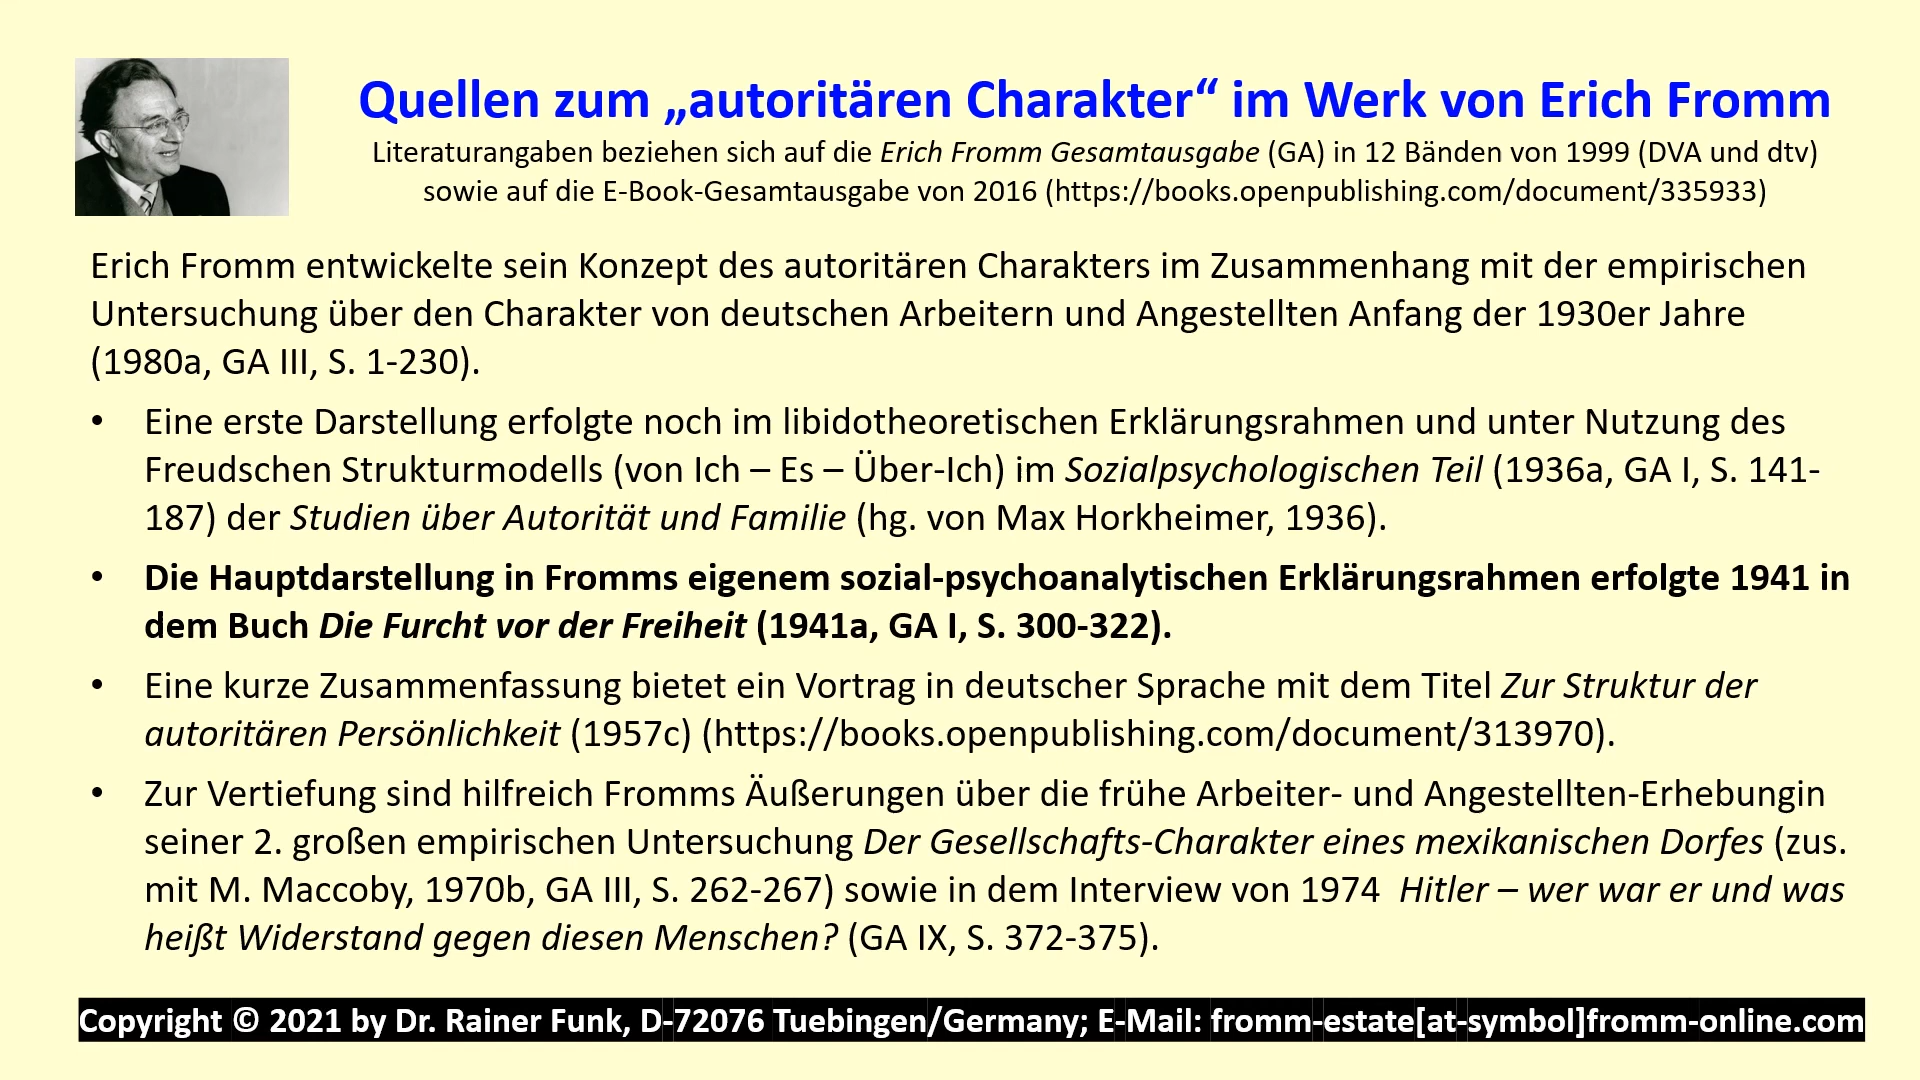 Quellen zum „autoritären Charakter“ im Werk von Erich Fromm
Literaturangaben beziehen sich auf die Erich Fromm Gesamtausgabe (GA) in 12 Bänden von 1999 (DVA und dtv)
sowie auf die E-Book-Gesamtausgabe von 2016 (https://books.openpublishing.com/document/335933)
Erich Fromm entwickelte sein Konzept des autoritären Charakters im Zusammenhang mit der empirischen
Untersuchung über den Charakter von deutschen Arbeitern und Angestellten Anfang der 1930er Jahre
(1980a, GA III, S. 1-230).
• Eine erste Darstellung erfolgte noch im libidotheoretischen Erklärungsrahmen und unter Nutzung des
Freudschen Strukturmodells (von Ich – Es – Über-Ich) im Sozialpsychologischen Teil (1936a, GA I, S. 141-
187) der Studien über Autorität und Familie (hg. von Max Horkheimer, 1936).
• Die Hauptdarstellung in Fromms eigenem sozial-psychoanalytischen Erklärungsrahmen erfolgte 1941 in
dem Buch Die Furcht vor der Freiheit (1941a, GA I, S. 300-322).
• Eine kurze Zusammenfassung bietet ein Vortrag in deutscher Sprache mit dem Titel Zur Struktur der
autoritären Persönlichkeit (1957c) (https://books.openpublishing.com/document/313970).
• Zur Vertiefung sind hilfreich Fromms Äußerungen über die frühe Arbeiter- und Angestellten-Erhebungin
seiner 2. großen empirischen Untersuchung Der Gesellschafts-Charakter eines mexikanischen Dorfes (zus.
mit M. Maccoby, 1970b, GA III, S. 262-267) sowie in dem Interview von 1974 Hitler – wer war er und was
heißt Widerstand gegen diesen Menschen? (GA IX, S. 372-375).
Copyright © 2021 by Dr. Rainer Funk, D-72076 Tuebingen/Germany; E-Mail: fromm-estate[at-symbol]fromm-online.com